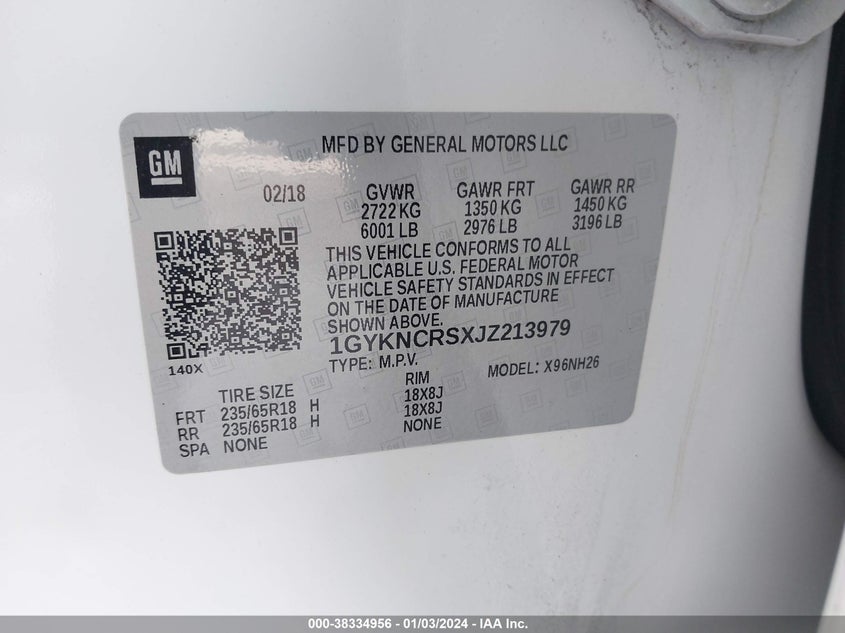 GM
MFD BY GENERAL MOTORS LLC
02/18
GVWR
2722 KG
6001 LB
GAWR FRT
1350 KG
2976 LB
GAWR RR
1450 KG
3196 LB
THIS VEHICLE CONFORMS TO ALL
APPLICABLE U.S. FEDERAL MOTOR
VEHICLE SAFETY STANDARDS IN EFFECT
ON THE DATE OF MANUFACTURE
SHOWN ABOVE.
1GYKNCRSXJZ213979
140X
TYPE: M.P.V.
MODEL: X96NH26
TIRE SIZE RIM
FRT 235/65R18 H 18X8J
RR 235/65R18 H 18X8J
SPA NONE NONE
000-38334956 - 01/03/2024 - IAA Inc.